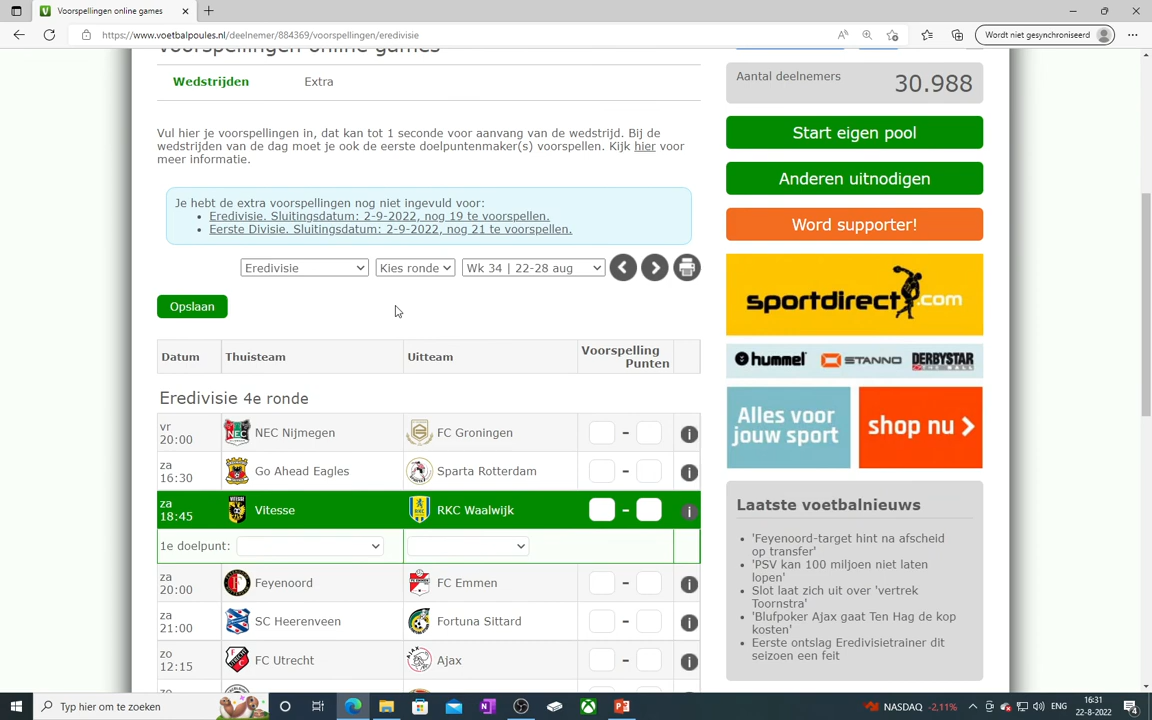 Voorspellingen online games
https://www.voetbalpoules.nl/deelnemer/884369/voorspellingen/eredivisie
Wordt niet gesynchroniseerd
Voorspellingen online games
Wedstrijden
Extra
Vul hier je voorspellingen in, dat kan tot 1 seconde voor aanvang van de wedstrijd. Bij de
wedstrijden van de dag moet je ook de eerste doelpuntenmaker(s) voorspellen. Kijk hier voor
meer informatie.
Je hebt de extra voorspellingen nog niet ingevuld voor:
• Eredivisie. Sluitingsdatum: 2-9-2022, nog 19 te voorspellen.
• Eerste Divisie. Sluitingsdatum: 2-9-2022, nog 21 te voorspellen.
Eredivisie
Kies ronde
Wk 34 | 22-28 aug
Opslaan
Datum
Thuisteam
Uitteam
Voorspelling
Punten
Eredivisie 4e ronde
vr
20:00
NEC Nijmegen
FC Groningen
-
za
16:30
Go Ahead Eagles
Sparta Rotterdam
-
za
18:45
Vitesse
RKC Waalwijk
-
1e doelpunt:
za
20:00
Feyenoord
FC Emmen
-
za
21:00
SC Heerenveen
Fortuna Sittard
-
zo
12:15
FC Utrecht
Ajax
-
Aantal deelnemers
30.988
Start eigen pool
Anderen uitnodigen
Word supporter!
sportdirect.com
hummel
STANNO
DERBYSTAR
Alles voor
jouw sport
shop nu
Laatste voetbalnieuws
• 'Feyenoord-target hint na afscheid
op transfer'
• 'PSV kan 100 miljoen niet laten
lopen'
• Slot laat zich uit over 'vertrek
Toornstra'
• 'Blufpoker Ajax gaat Ten Hag de kop
kosten'
• Eerste ontslag Eredivisietrainer dit
seizoen een feit
Typ hier om te zoeken
NASDAQ -2,11%
ENG
16:31
22-8-2022